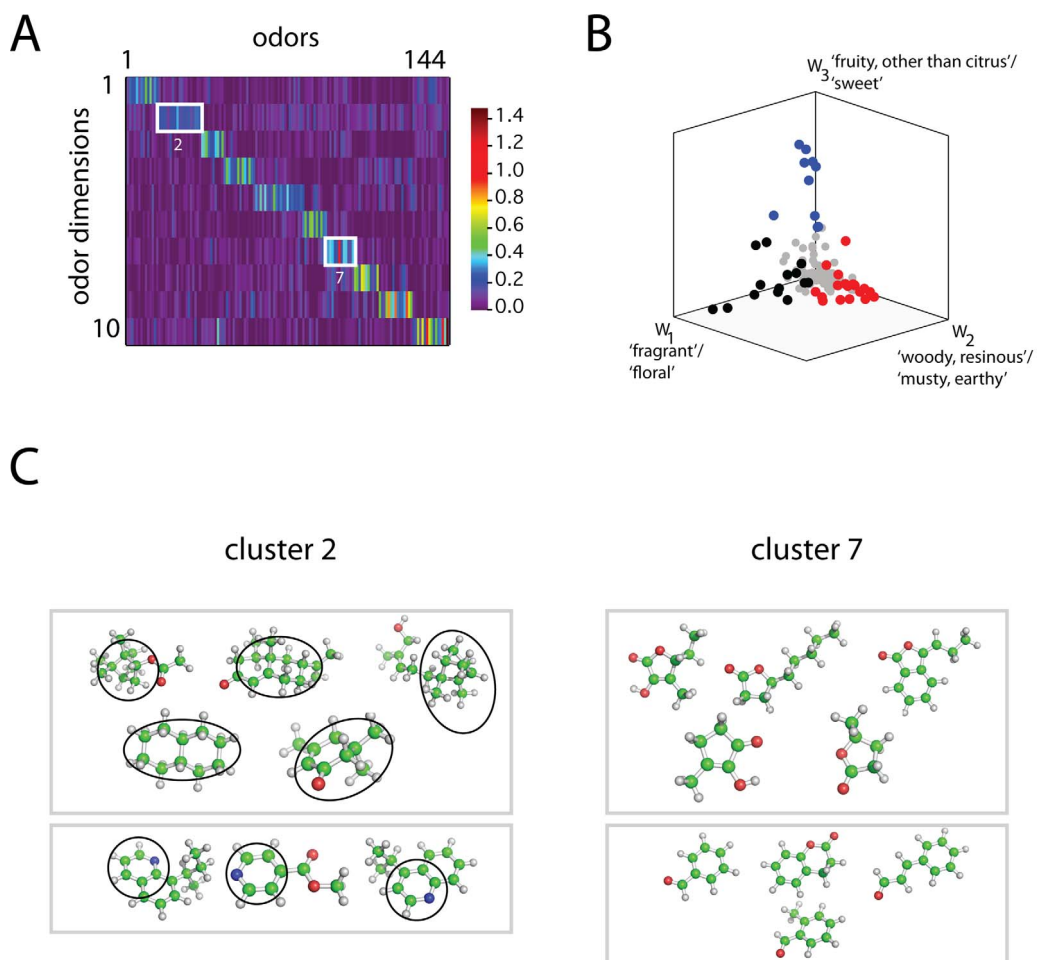 A
odors
1
144
1
odor dimensions
10
2
7
1.4
1.2
1.0
0.8
0.6
0.4
0.2
0.0
B
W3 'fruity, other than citrus'/
'sweet'
W1
'fragrant'/
'floral'
W2
'woody, resinous'/
'musty, earthy'
C
cluster 2
cluster 7